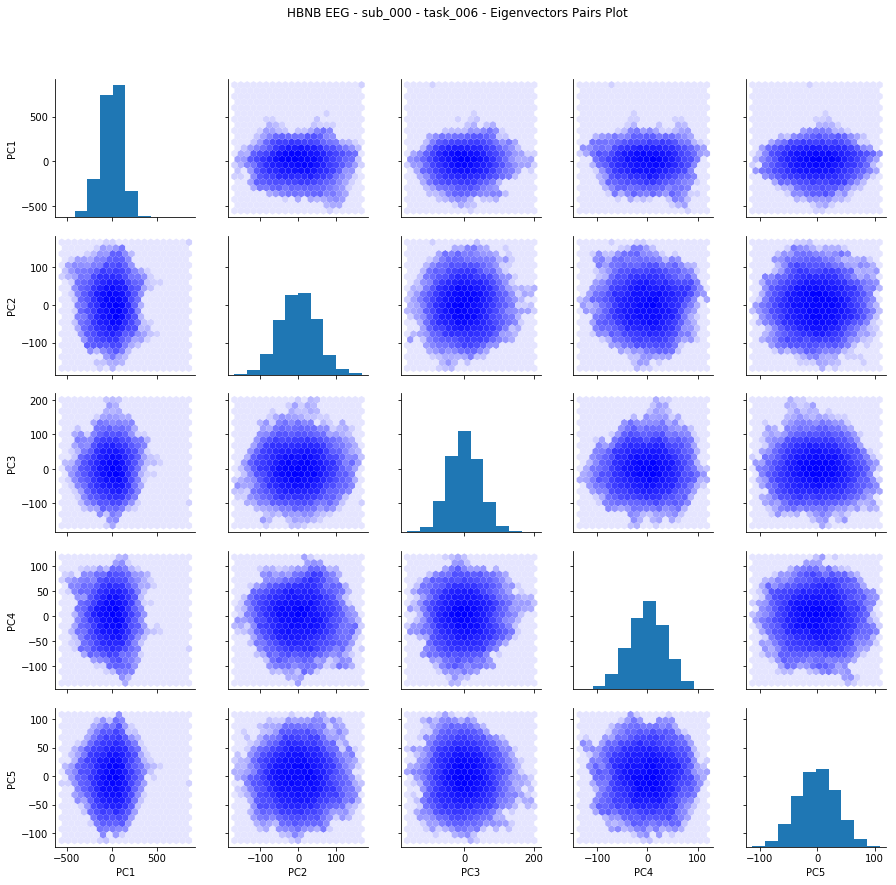 HBNB EEG - sub_000 - task_006 - Eigenvectors Pairs Plot
PC1
500
0
−500
PC2
100
0
−100
PC3
200
100
0
−100
PC4
100
50
0
−50
−100
PC5
100
50
0
−50
−100
−500 0 500
−100 0 100
0 200
−100 0 100
−100 0 100
PC1 PC2 PC3 PC4 PC5